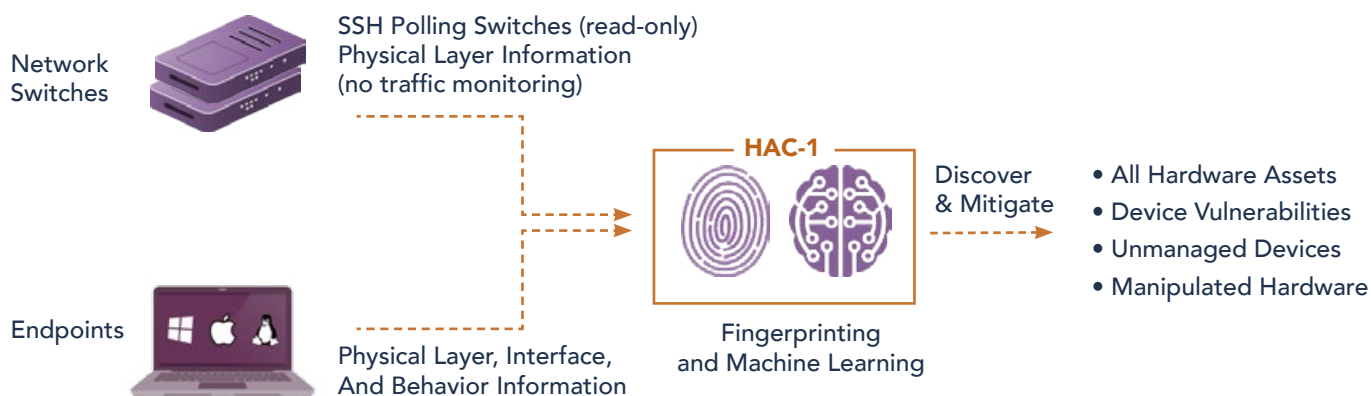 Network
Switches
SSH Polling Switches (read-only)
Physical Layer Information
(no traffic monitoring)
HAC-1
Discover
& Mitigate
• All Hardware Assets
• Device Vulnerabilities
• Unmanaged Devices
• Manipulated Hardware
Endpoints
Physical Layer, Interface,
And Behavior Information
Fingerprinting
and Machine Learning